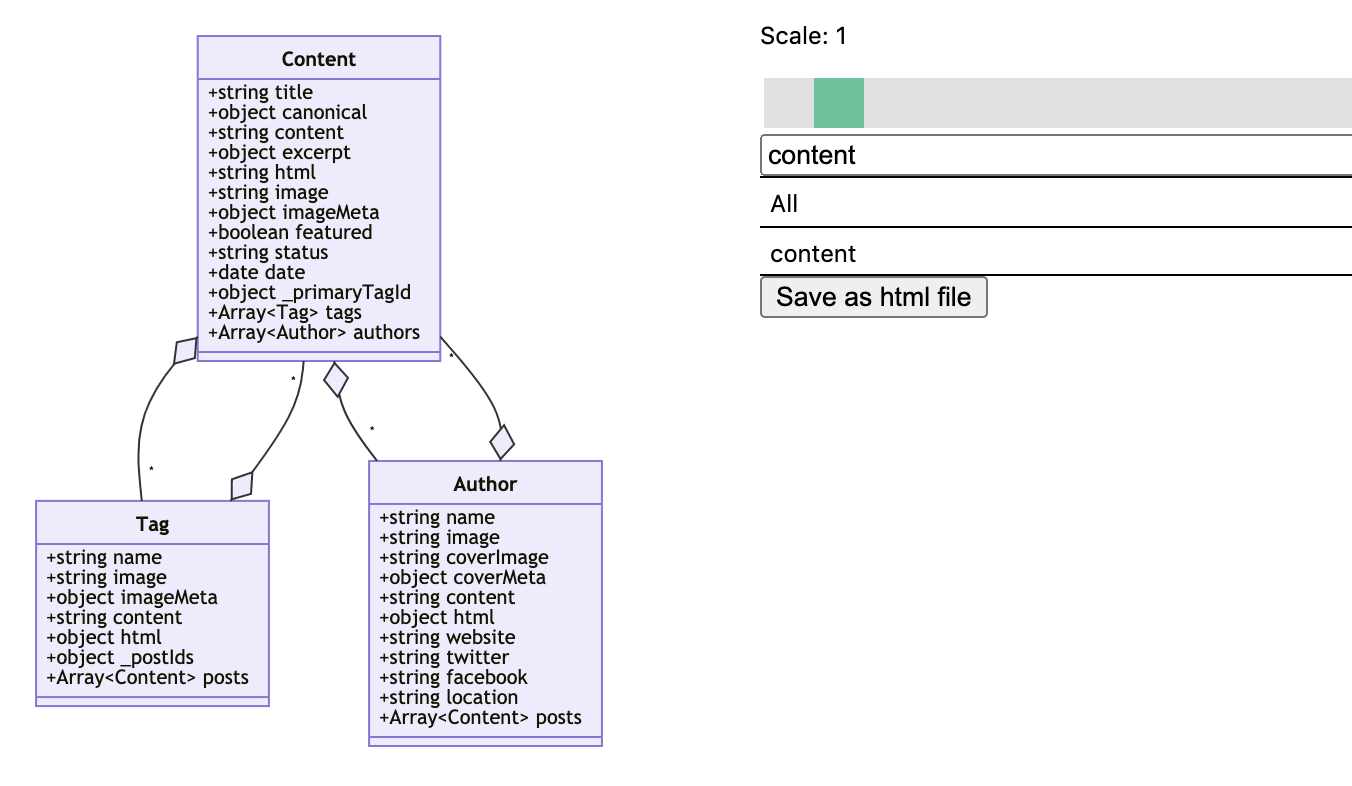 Content
+string title
+object canonical
+string content
+object excerpt
+string html
+string image
+object imageMeta
+boolean featured
+string status
+date date
+object _primaryTagId
+Array<Tag> tags
+Array<Author> authors
*
*
*
*
Tag
+string name
+string image
+object imageMeta
+string content
+object html
+object _postIds
+Array<Content> posts
Author
+string name
+string image
+string coverImage
+object coverMeta
+string content
+object html
+string website
+string twitter
+string facebook
+string location
+Array<Content> posts
Scale: 1
content
All
content
Save as html file